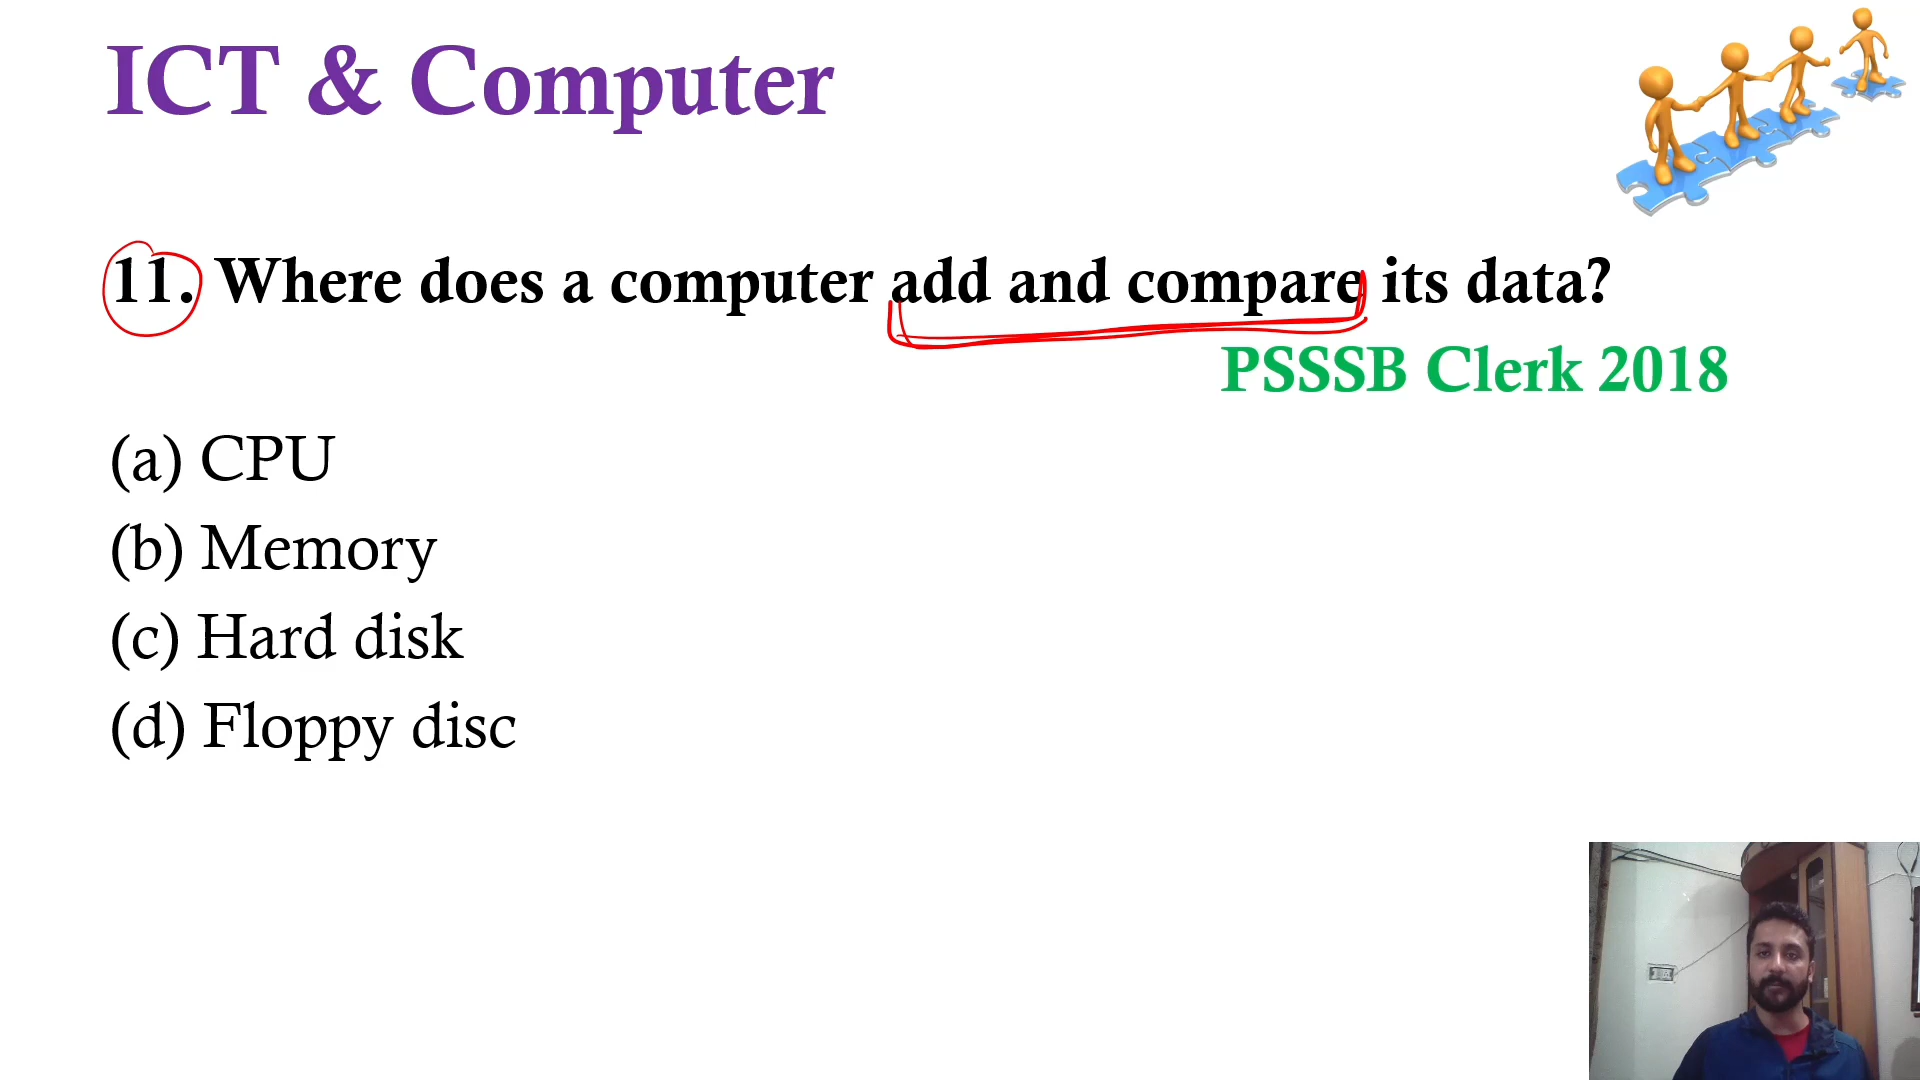 ICT & Computer
11. Where does a computer add and compare its data?
PSSSB Clerk 2018
(a) CPU
(b) Memory
(c) Hard disk
(d) Floppy disc